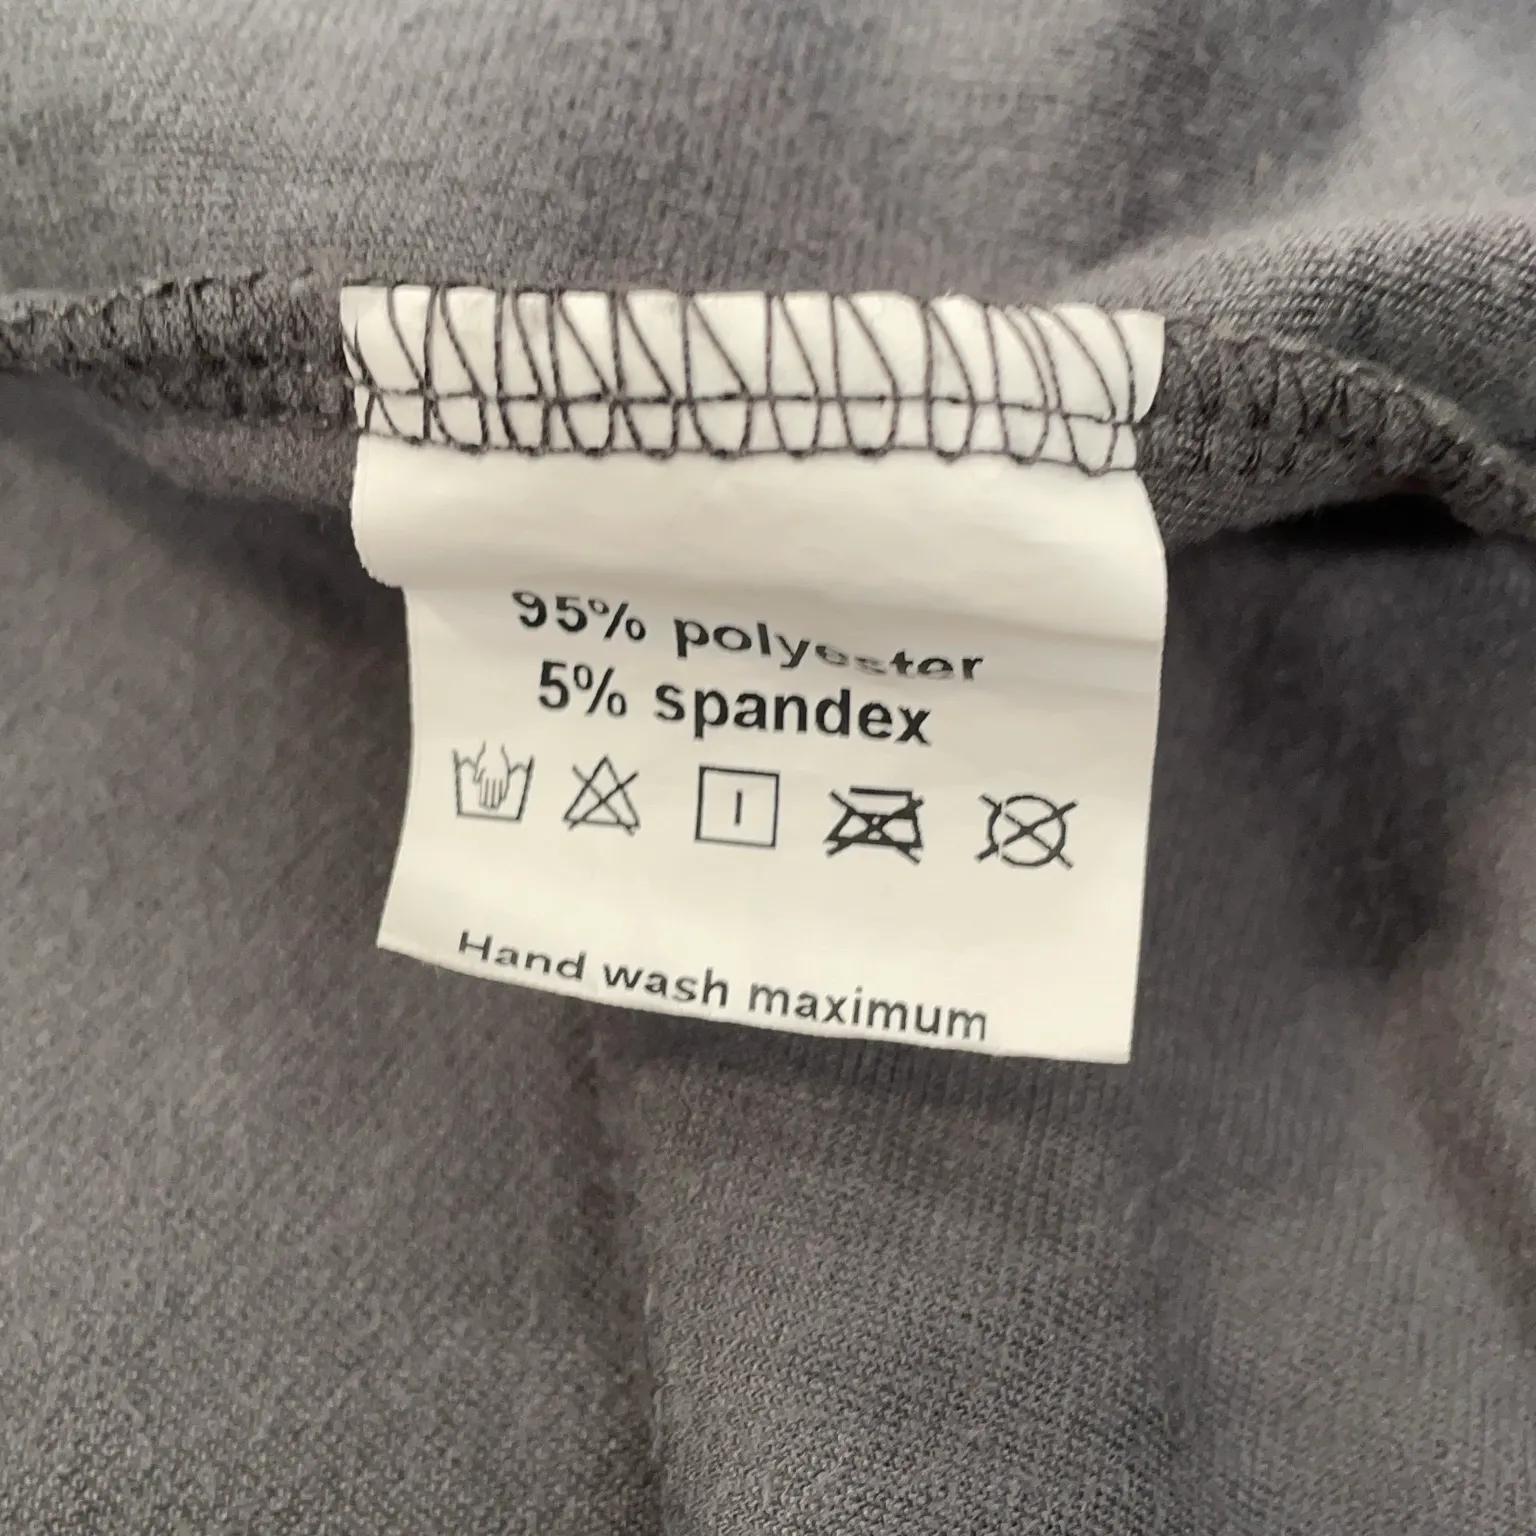 95% polyester
5% spandex
Hand wash maximum